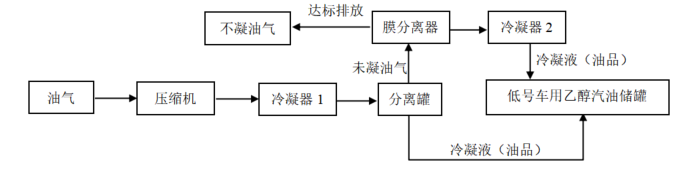 达标排放
不凝油气
膜分离器
冷凝器 2
未凝油气
冷凝液（油品）
油气
压缩机
冷凝器 1
分离罐
低号车用乙醇汽油储罐
冷凝液（油品）